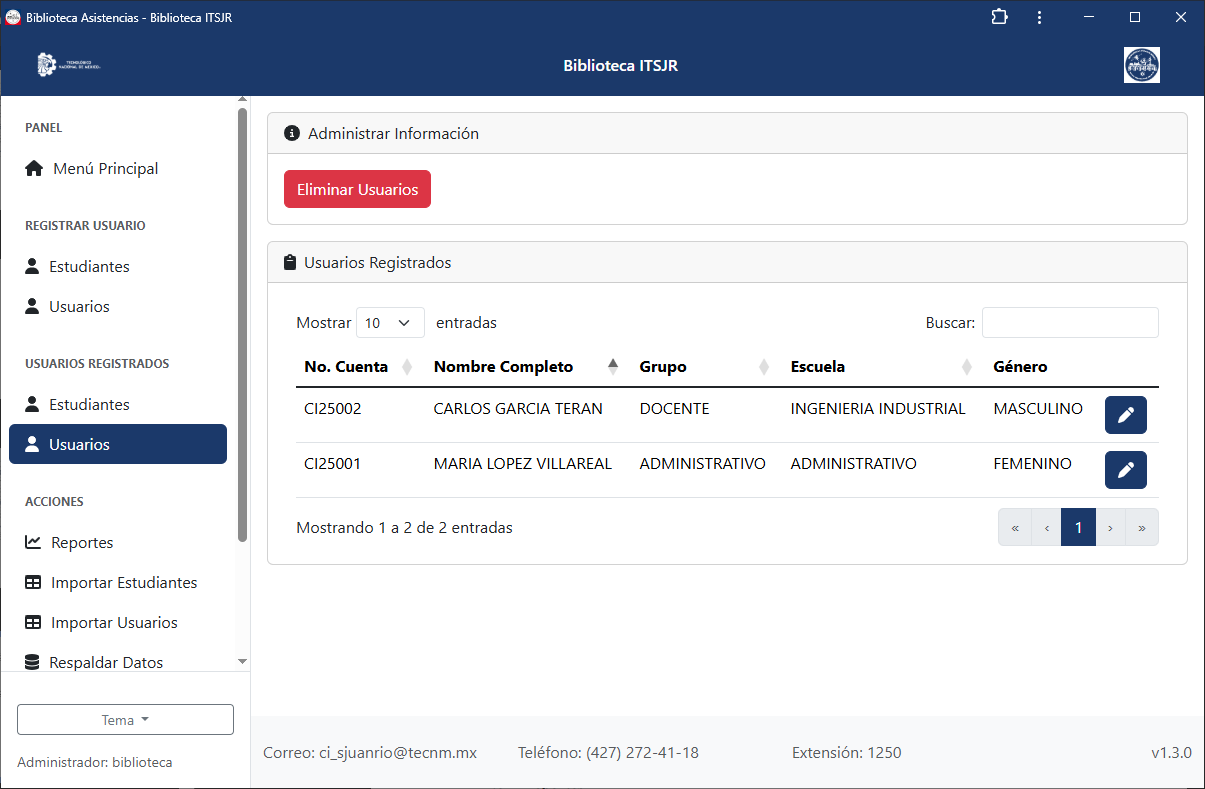 Biblioteca Asistencias - Biblioteca ITSJR
TECNOLÓGICO
NACIONAL DE MÉXICO
Biblioteca ITSJR
PANEL
Menú Principal
REGISTRAR USUARIO
Estudiantes
Usuarios
USUARIOS REGISTRADOS
Estudiantes
Usuarios
ACCIONES
Reportes
Importar Estudiantes
Importar Usuarios
Respaldar Datos
Tema
Administrador: biblioteca
Administrar Información
Eliminar Usuarios
Usuarios Registrados
Mostrar 10 entradas Buscar:
No. Cuenta Nombre Completo Grupo Escuela Género
CI25002 CARLOS GARCIA TERAN DOCENTE INGENIERIA INDUSTRIAL MASCULINO
CI25001 MARIA LOPEZ VILLAREAL ADMINISTRATIVO ADMINISTRATIVO FEMENINO
Mostrando 1 a 2 de 2 entradas « ‹ 1 › »
Correo: ci_sjuanrio@tecnm.mx Teléfono: (427) 272-41-18 Extensión: 1250 v1.3.0